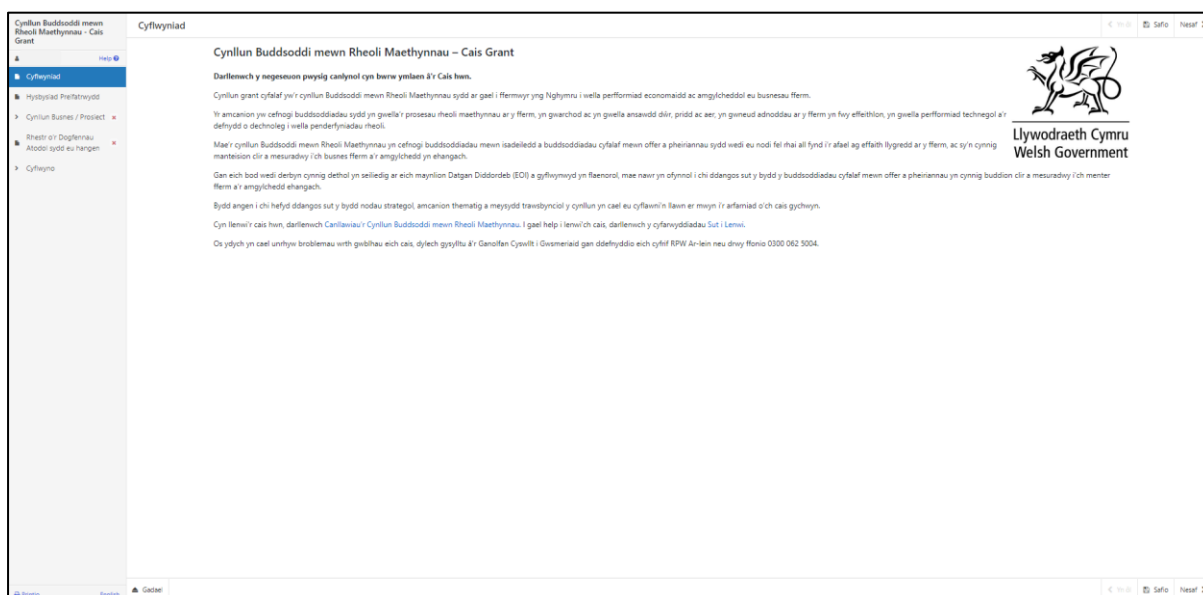 Cynllun Buddsoddi mewn
Rheoli Maethynnau - Cais
Grant
Help
Cyflwyniad
Hysbysiad Preifatrwydd
Cynllun Busnes / Prosiect
Rhestr o'r Dogfennau
Atodol sydd eu hangen
Cyflwyno
English
Cyflwyniad
Safio
Nesaf
Cynllun Buddsoddi mewn Rheoli Maethynnau – Cais Grant
Darllenwch y negeseuon pwysig canlynol cyn bwrw ymlaen â'r Cais hwn.
Cynllun grant cyfalaf yw'r cynllun Buddsoddi mewn Rheoli Maethynnau sydd ar gael i ffermwyr yng Nghymru i wella perfformiad economaidd ac amgylcheddol eu busnesau fferm.
Yr amcanion yw cefnogi buddsoddiadau sydd yn gwella'r prosesau rheoli maethynnau ar y fferm, yn gwarchod ac yn gwella ansawdd dŵr, pridd ac aer, yn gwneud adnoddau ar y fferm yn fwy effeithlon, yn gwella perfformiad technegol a'r
defnydd o dechnoleg i wella penderfyniadau rheoli.
Mae'r cynllun Buddsoddi mewn Rheoli Maethynnau yn cefnogi buddsoddiadau mewn isadeiledd a buddsoddiadau cyfalaf mewn offer a pheiriannau sydd wedi eu nodi fel rhai all fynd i'r afael ag effaith llygredd ar y fferm, ac sy'n cynnig
manteision clir a mesuradwy i'ch busnes fferm a'r amgylchedd yn ehangach.
Gan eich bod wedi derbyn cynnig dethol yn seiliedig ar eich manylion Datgan Diddordeb (EOI) a gyflwynwyd yn flaenorol, mae nawr yn ofynnol i chi ddangos sut y bydd y buddsoddiadau cyfalaf mewn offer a pheiriannau yn cynnig buddion clir a mesuradwy i'ch menter
fferm a'r amgylchedd ehangach.
Bydd angen i chi hefyd ddangos sut y bydd nodau strategol, amcanion thematig a meysydd trawsbynciol y cynllun yn cael eu cyflawni'n llawn er mwyn i'r arfarniad o'ch cais gychwyn.
Cyn llenwi'r cais hwn, darllenwch Canllawiau'r Cynllun Buddsoddi mewn Rheoli Maethynnau. I gael help i lenwi'ch cais, darllenwch y cyfarwyddiadau Sut i Lenwi.
Os ydych yn cael unrhyw broblemau wrth gwblhau eich cais, dylech gysylltu â'r Ganolfan Cyswllt i Gwsmeriaid gan ddefnyddio eich cyfrif RPW Ar-lein neu drwy ffonio 0300 062 5004.
Llywodraeth Cymru
Welsh Government
Gadael
Safio
Nesaf